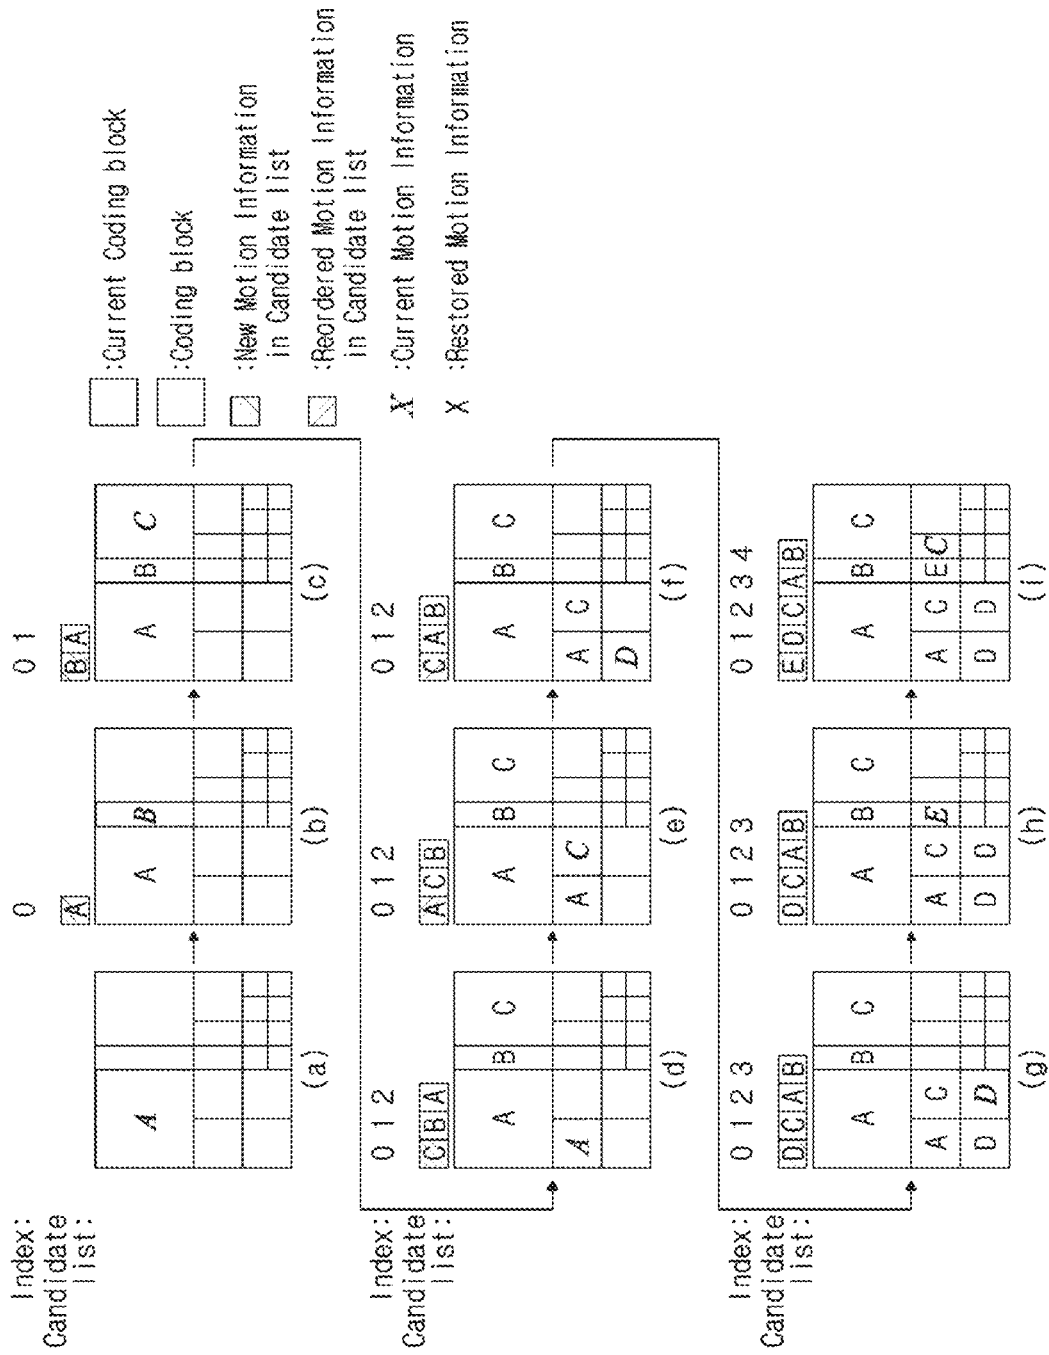 Index: 0 0 1
Candidate list: A B A
A
A B
A B C
(a) (b) (c)
:Current Coding block
:Coding block
:New Motion Information
in Candidate list
:Reordered Motion Information
in Candidate list
X :Current Motion Information
X :Restored Motion Information
Index: 0 1 2 0 1 2 0 1 2
Candidate list: C B A A C B C A B
A B C
A
A B C
A C
A B C
A C
D
(d) (e) (f)
Index: 0 1 2 3 0 1 2 3 0 1 2 3 4
Candidate list: D C A B D C A B E D C A B
A B C
A C
D D
A B C
A C E
D D
A B C
A C E C
D D
(g) (h) (i)